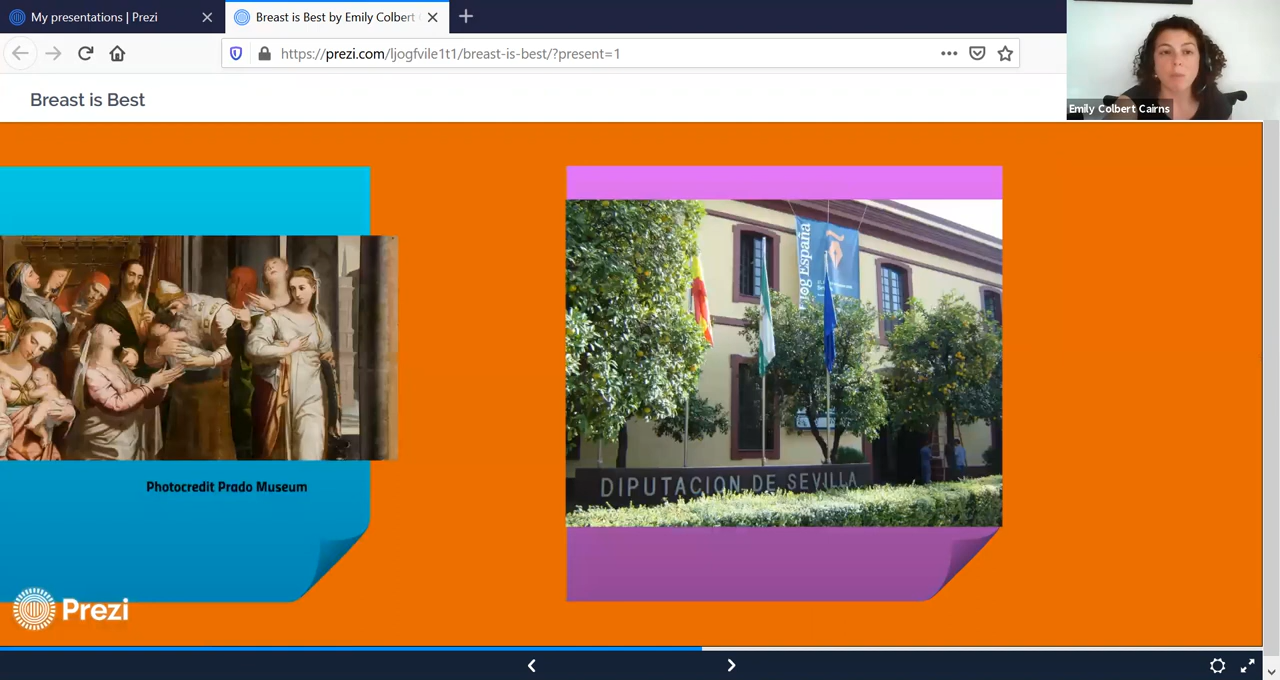 My presentations | Prezi
Breast is Best by Emily Colbert
https://prezi.com/ljogfvile1t1/breast-is-best/?present=1
Emily Colbert Cairns
Breast is Best
España
DIPUTACION DE SEVILLA
Photocredit Prado Museum
Prezi